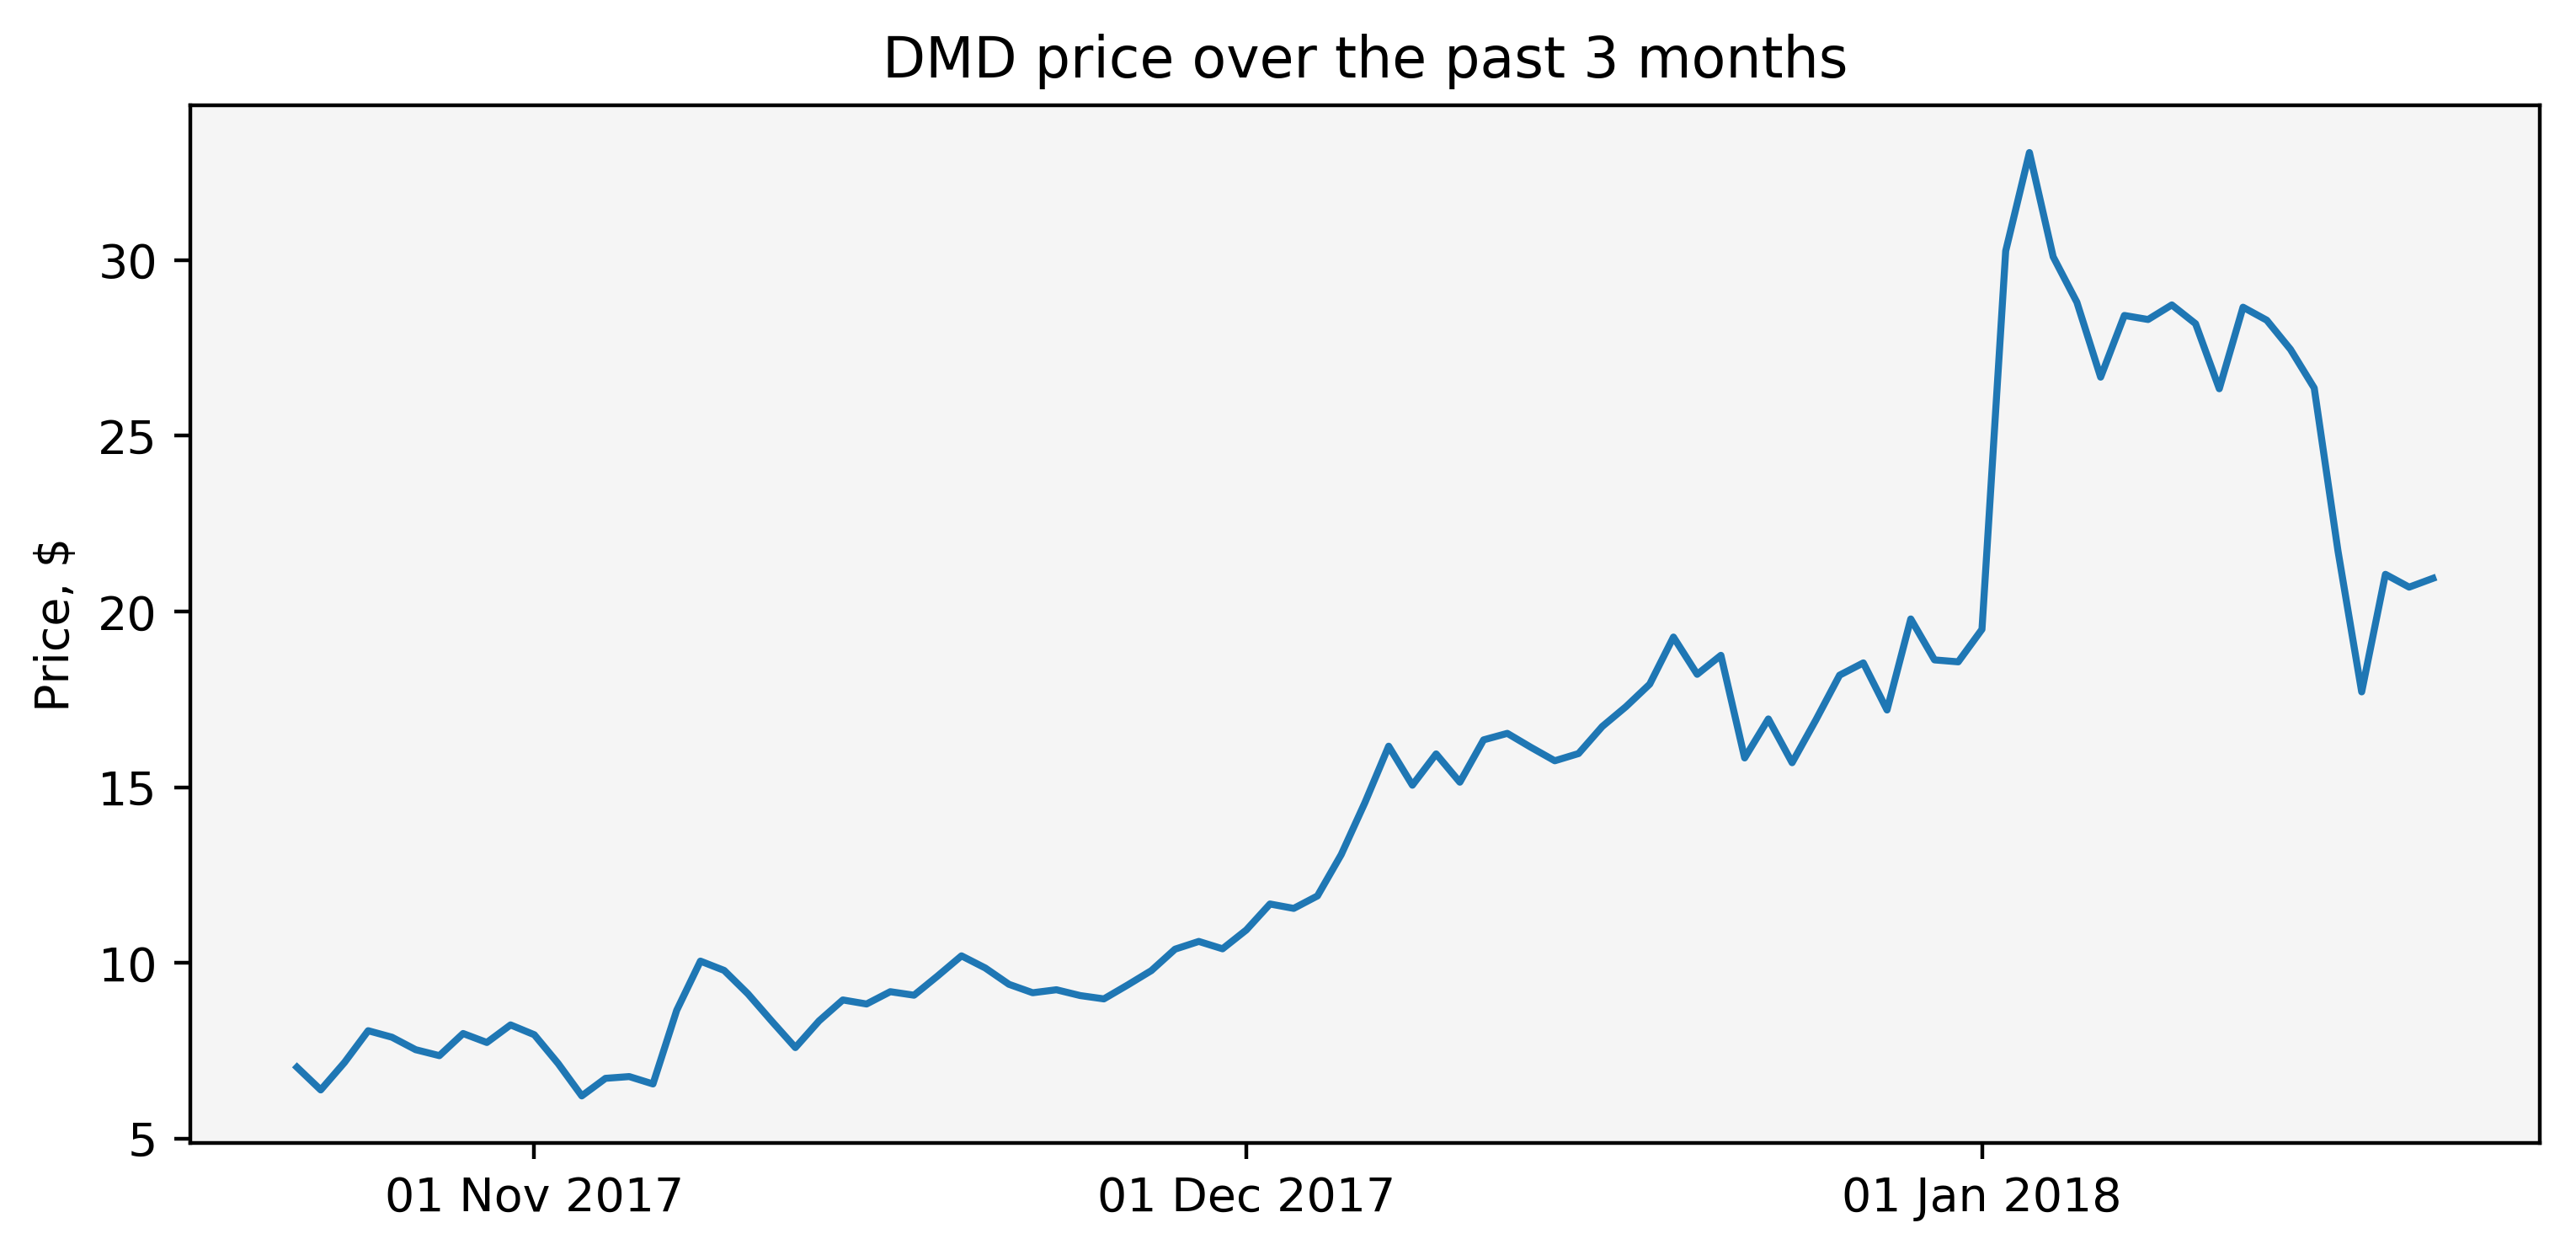 DMD price over the past 3 months
Price, $
30
25
20
15
10
5
01 Nov 2017
01 Dec 2017
01 Jan 2018